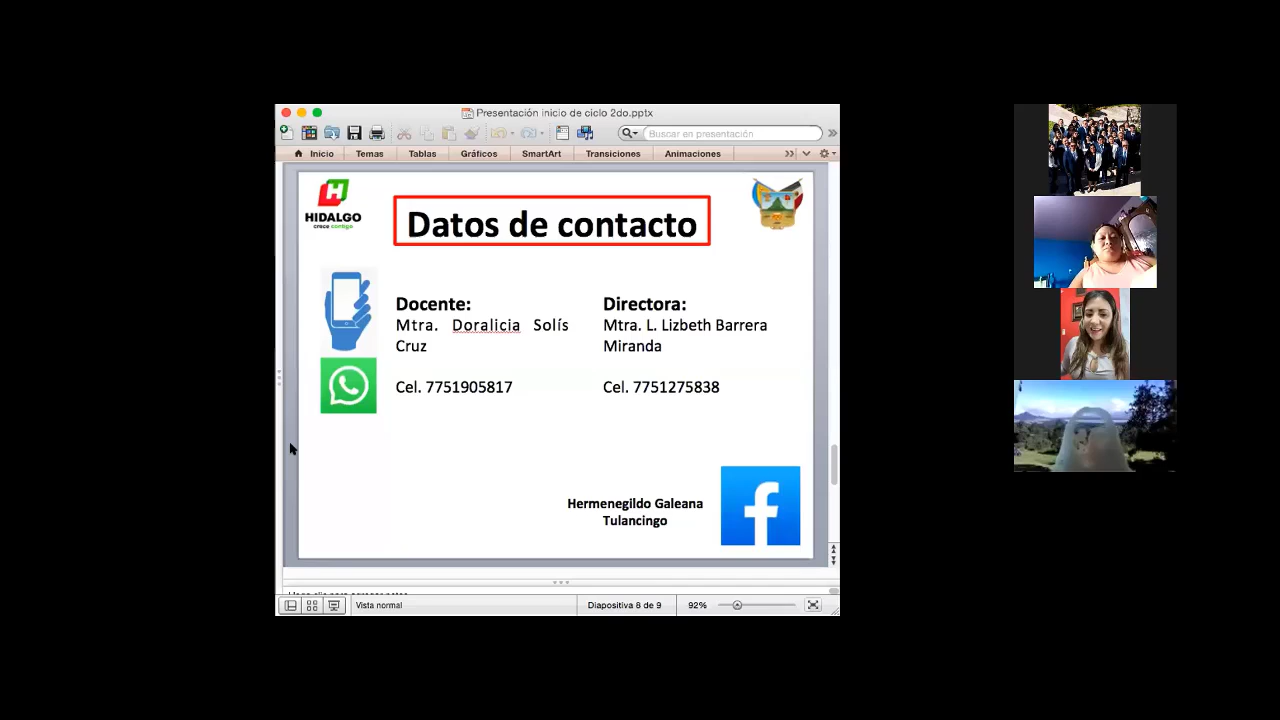 Presentación inicio de ciclo 2do.pptx
Buscar en presentación
Inicio Temas Tablas Gráficos SmartArt Transiciones Animaciones
H
HIDALGO
crece contigo
Datos de contacto
Docente:
Mtra. Doralicia Solís
Cruz
Cel. 7751905817
Directora:
Mtra. L. Lizbeth Barrera
Miranda
Cel. 7751275838
Hermenegildo Galeana
Tulancingo
f
Vista normal
Diapositiva 8 de 9
92%